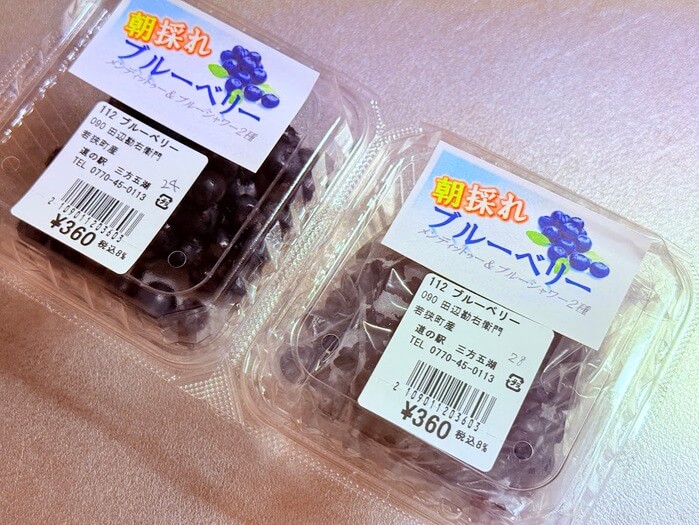 朝採れ
ブルーベリー
メンディトゥー＆ブルーシャワー2種
112 ブルーベリー
090 田辺勘右衛門
若狭町産
道の駅 三方五湖
TEL 0770-45-0113
24
2 109011203603
¥360 税込8%
朝採れ
ブルーベリー
メンディトゥー＆ブルーシャワー2種
112 ブルーベリー
090 田辺勘右衛門
若狭町産
道の駅 三方五湖
TEL 0770-45-0113
28
2 109011203603
¥360 税込8%